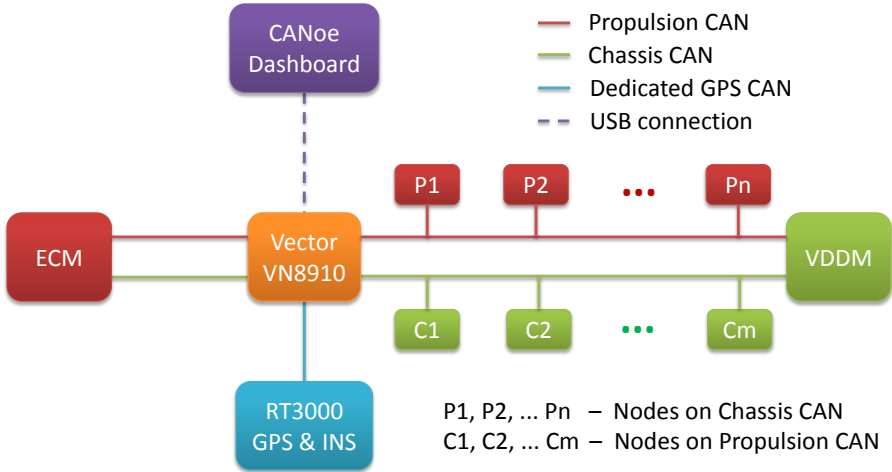 CANoe
Dashboard
Propulsion CAN
Chassis CAN
Dedicated GPS CAN
USB connection
P1
P2
...
Pn
ECM
Vector
VN8910
VDDM
C1
C2
...
Cm
RT3000
GPS & INS
P1, P2, ... Pn – Nodes on Chassis CAN
C1, C2, ... Cm – Nodes on Propulsion CAN